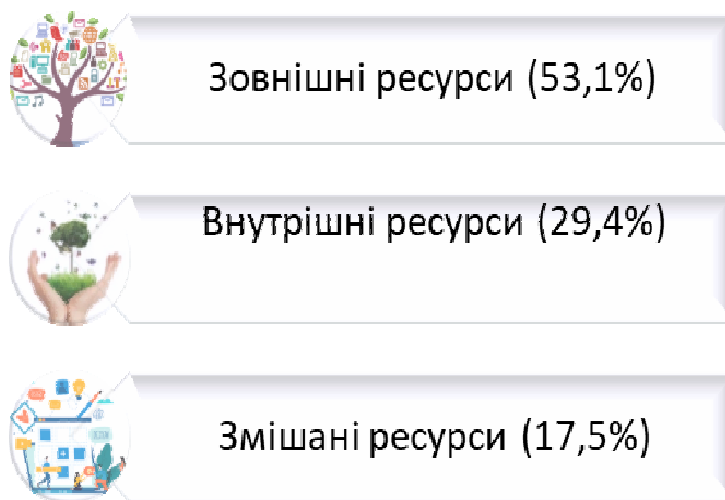 Зовнішні ресурси (53,1%)
Внутрішні ресурси (29,4%)
Змішані ресурси (17,5%)